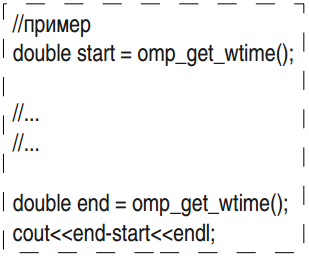 //пример
double start = omp_get_wtime();
//...
//...
double end = omp_get_wtime();
cout<<end-start<<endl;